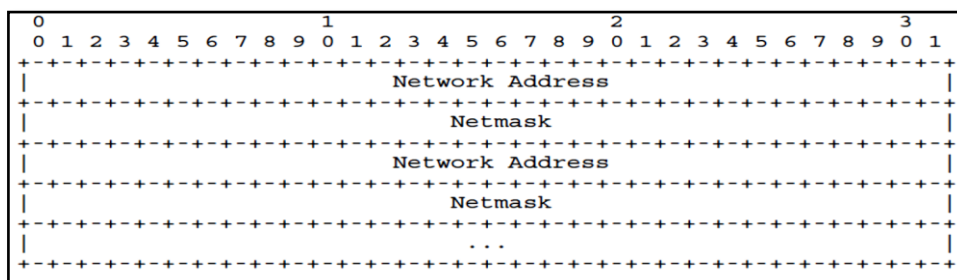 0                   1                   2                   3
0 1 2 3 4 5 6 7 8 9 0 1 2 3 4 5 6 7 8 9 0 1 2 3 4 5 6 7 8 9 0 1
+-+-+-+-+-+-+-+-+-+-+-+-+-+-+-+-+-+-+-+-+-+-+-+-+-+-+-+-+-+-+-+-+
| Network Address |
+-+-+-+-+-+-+-+-+-+-+-+-+-+-+-+-+-+-+-+-+-+-+-+-+-+-+-+-+-+-+-+-+
| Netmask |
+-+-+-+-+-+-+-+-+-+-+-+-+-+-+-+-+-+-+-+-+-+-+-+-+-+-+-+-+-+-+-+-+
| Network Address |
+-+-+-+-+-+-+-+-+-+-+-+-+-+-+-+-+-+-+-+-+-+-+-+-+-+-+-+-+-+-+-+-+
| Netmask |
+-+-+-+-+-+-+-+-+-+-+-+-+-+-+-+-+-+-+-+-+-+-+-+-+-+-+-+-+-+-+-+-+
| ... |
+-+-+-+-+-+-+-+-+-+-+-+-+-+-+-+-+-+-+-+-+-+-+-+-+-+-+-+-+-+-+-+-+